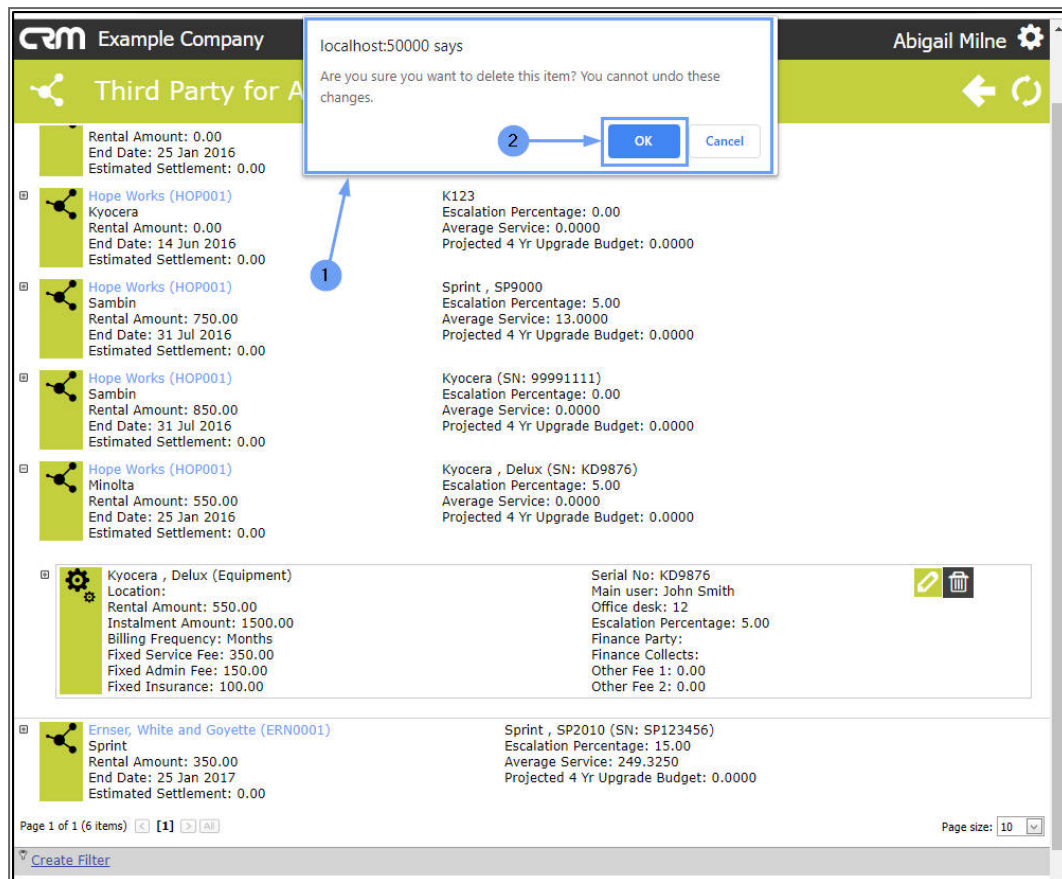 CRM Example Company
Abigail Milne
localhost:50000 says
Are you sure you want to delete this item? You cannot undo these
changes.
2
OK
Cancel
1
Third Party for A
Rental Amount: 0.00
End Date: 25 Jan 2016
Estimated Settlement: 0.00
Hope Works (HOP001)
Kyocera
Rental Amount: 0.00
End Date: 14 Jun 2016
Estimated Settlement: 0.00
K123
Escalation Percentage: 0.00
Average Service: 0.0000
Projected 4 Yr Upgrade Budget: 0.0000
Hope Works (HOP001)
Sambin
Rental Amount: 750.00
End Date: 31 Jul 2016
Estimated Settlement: 0.00
Sprint , SP9000
Escalation Percentage: 5.00
Average Service: 13.0000
Projected 4 Yr Upgrade Budget: 0.0000
Hope Works (HOP001)
Sambin
Rental Amount: 850.00
End Date: 31 Jul 2016
Estimated Settlement: 0.00
Kyocera (SN: 99991111)
Escalation Percentage: 0.00
Average Service: 0.0000
Projected 4 Yr Upgrade Budget: 0.0000
Hope Works (HOP001)
Minolta
Rental Amount: 550.00
End Date: 25 Jan 2016
Estimated Settlement: 0.00
Kyocera , Delux (SN: KD9876)
Escalation Percentage: 5.00
Average Service: 0.0000
Projected 4 Yr Upgrade Budget: 0.0000
Kyocera , Delux (Equipment)
Location:
Rental Amount: 550.00
Instalment Amount: 1500.00
Billing Frequency: Months
Fixed Service Fee: 350.00
Fixed Admin Fee: 150.00
Fixed Insurance: 100.00
Serial No: KD9876
Main user: John Smith
Office desk: 12
Escalation Percentage: 5.00
Finance Party:
Finance Collects:
Other Fee 1: 0.00
Other Fee 2: 0.00
Ernser, White and Goyette (ERN0001)
Sprint
Rental Amount: 350.00
End Date: 25 Jan 2017
Estimated Settlement: 0.00
Sprint , SP2010 (SN: SP123456)
Escalation Percentage: 15.00
Average Service: 249.3250
Projected 4 Yr Upgrade Budget: 0.0000
Page 1 of 1 (6 items) < [1] > All
Page size: 10
Create Filter